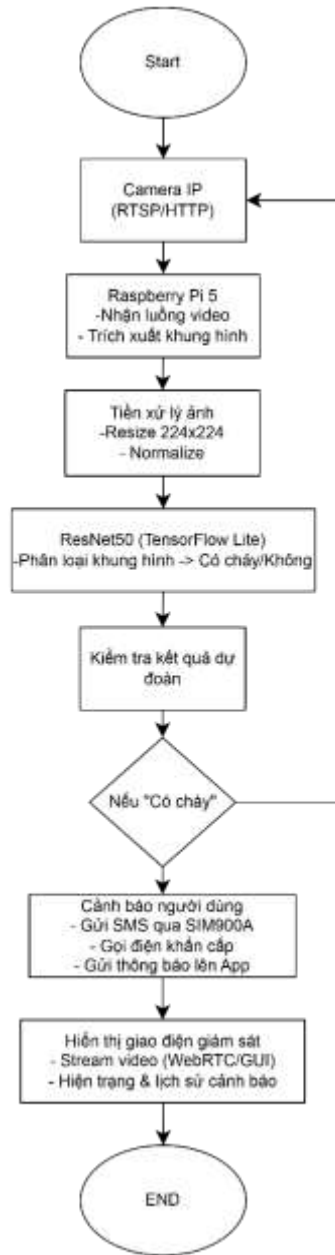 Start
Camera IP
(RTSP/HTTP)
Raspberry Pi 5
-Nhận luồng video
- Trích xuất khung hình
Tiền xử lý ảnh
-Resize 224x224
- Normalize
ResNet50 (TensorFlow Lite)
-Phân loại khung hình -> Có cháy/Không
Kiểm tra kết quả dự
đoán
Nếu "Có cháy"
Cảnh báo người dùng
- Gửi SMS qua SIM900A
- Gọi điện khẩn cấp
- Gửi thông báo lên App
Hiển thị giao diện giám sát
- Stream video (WebRTC/GUI)
- Hiện trạng & lịch sử cảnh báo
END